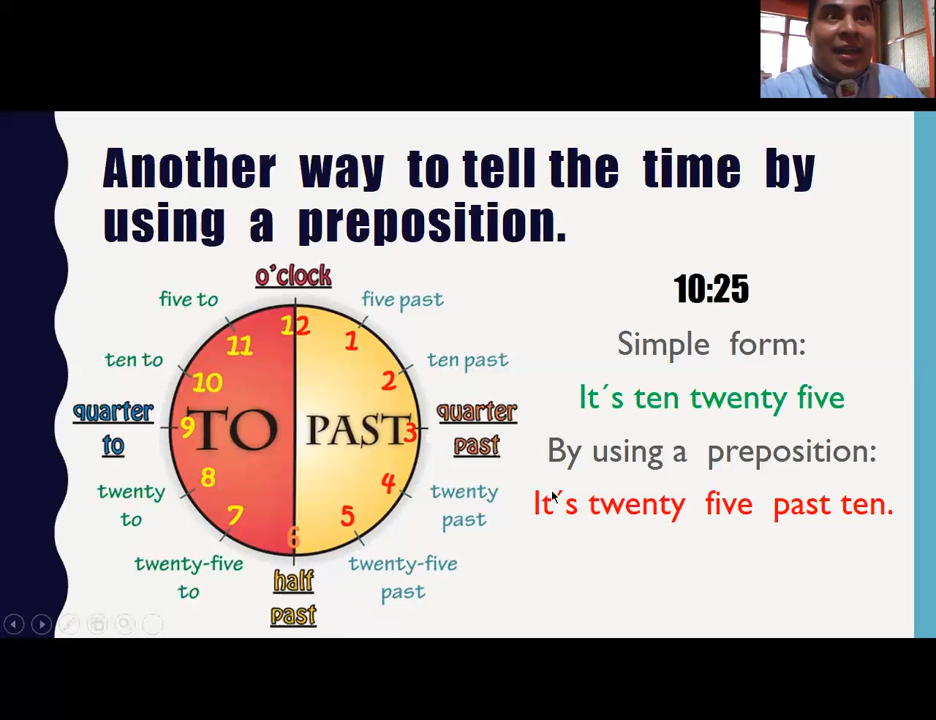 Another way to tell the time by
using a preposition.
o'clock
five to
five past
12
11
1
ten to
ten past
10
2
quarter
to
9
TO
PAST
3
quarter
past
8
4
twenty
to
twenty
past
7
5
6
twenty-five
to
half
past
twenty-five
past
10:25
Simple form:
It´s ten twenty five
By using a preposition:
It´s twenty five past ten.